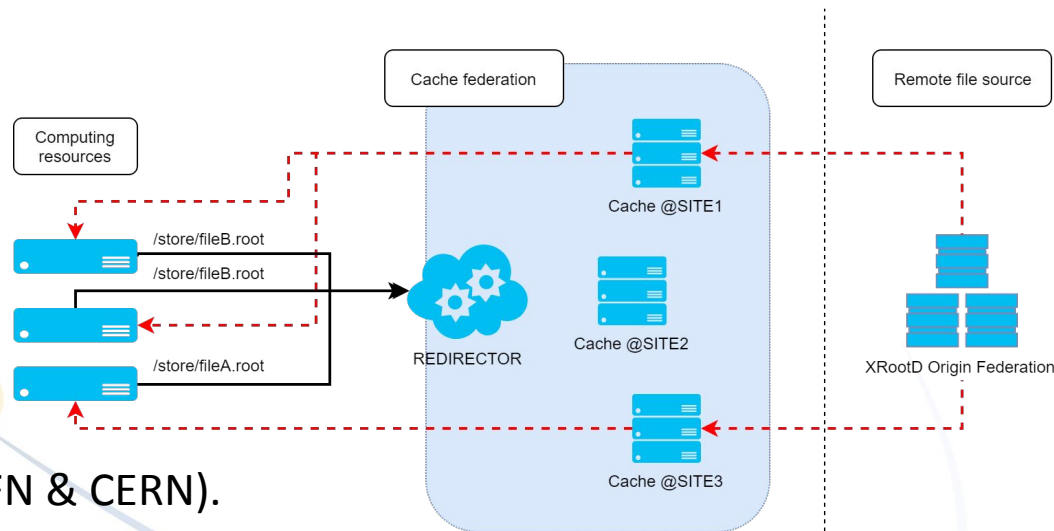 Cache federation
Remote file source
Computing
resources
Cache @SITE1
/store/fileB.root
/store/fileB.root
REDIRECTOR
Cache @SITE2
/store/fileA.root
XRootD Origin Federation
Cache @SITE3
FN & CERN).